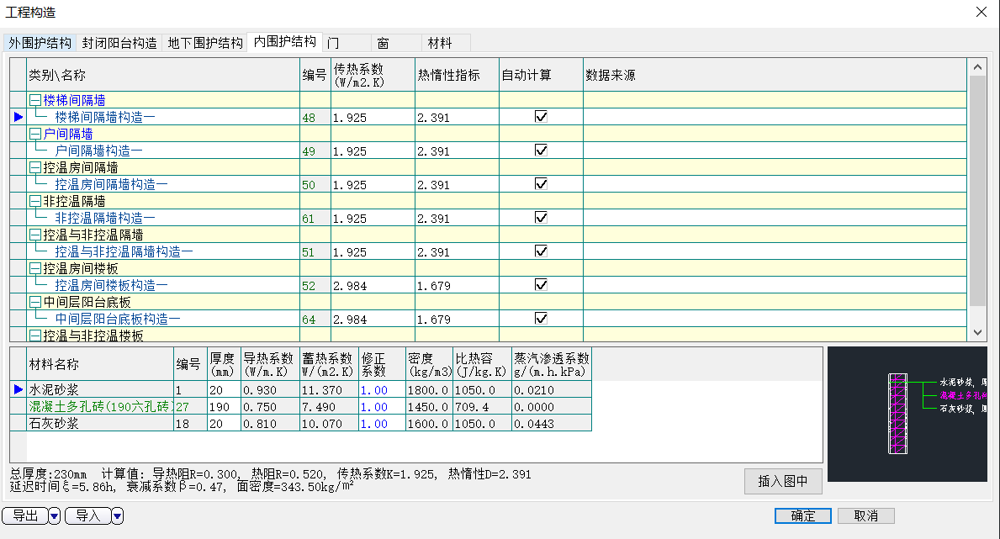 工程构造
外围护结构 封闭阳台构造 地下围护结构 内围护结构 门 窗 材料
类别\名称 编号 传热系数 (W/m2.K) 热惰性指标 自动计算 数据来源
楼梯间隔墙
楼梯间隔墙构造一 48 1.925 2.391
户间隔墙
户间隔墙构造一 49 1.925 2.391
控温房间隔墙
控温房间隔墙构造一 50 1.925 2.391
非控温隔墙
非控温隔墙构造一 61 1.925 2.391
控温与非控温隔墙
控温与非控温隔墙构造一 51 1.925 2.391
控温房间楼板
控温房间楼板构造一 52 2.984 1.679
中间层阳台底板
中间层阳台底板构造一 64 2.984 1.679
控温与非控温楼板
材料名称 编号 厚度 (mm) 导热系数 (W/m.K) 蓄热系数 W/(m2.K) 修正系数 密度 (kg/m3) 比热容 (J/kg.K) 蒸汽渗透系数 g/(m.h.kPa)
水泥砂浆 1 20 0.930 11.370 1.00 1800.0 1050.0 0.0210
混凝土多孔砖(190六孔砖) 27 190 0.750 7.490 1.00 1450.0 709.4 0.0000
石灰砂浆 18 20 0.810 10.070 1.00 1600.0 1050.0 0.0443
水泥砂浆,
混凝土多孔
石灰砂浆,
总厚度:230mm 计算值: 导热阻R=0.300, 热阻R=0.520, 传热系数K=1.925, 热惰性D=2.391
延迟时间ξ=5.86h, 衰减系数β=0.47, 面密度=343.50kg/㎡
插入图中
导出 导入 确定 取消